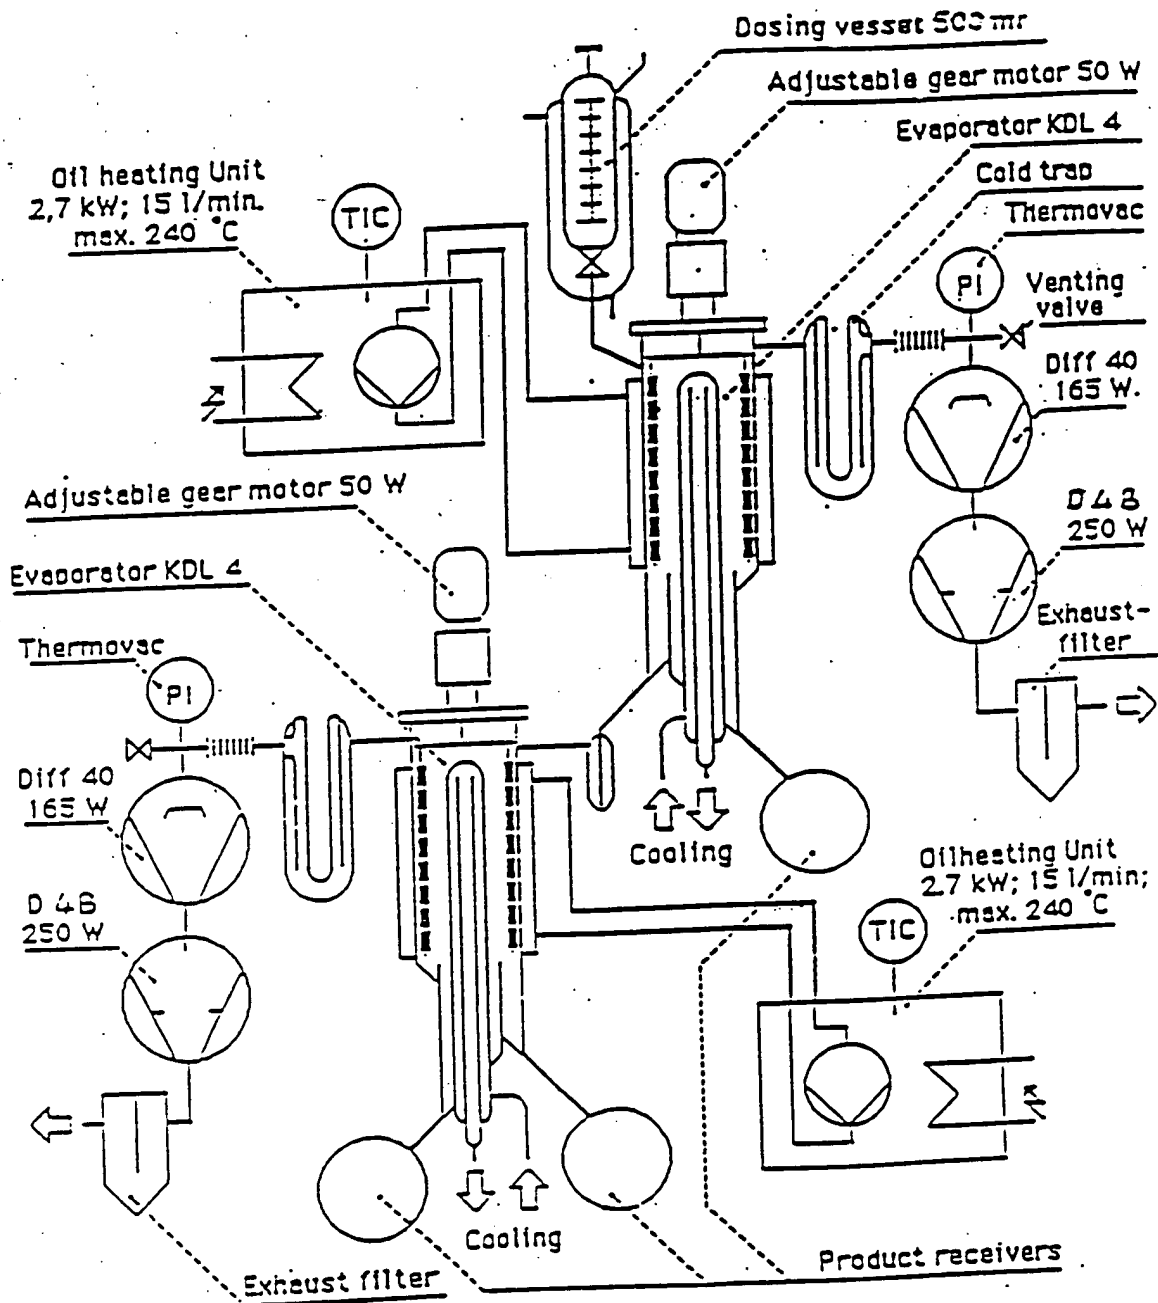 Dosing vessel 500 ml
Adjustable gear motor 50 W
Evaporator KDL 4
Cold trap
Thermovac
Oil heating Unit
2,7 kW; 15 l/min.
max. 240 °C
TIC
PI
Venting
valve
Diff 40
165 W.
D 4B
250 W
Exhaust-
filter
Adjustable gear motor 50 W
Evaporator KDL 4
Thermovac
PI
Diff 40
165 W
D 4B
250 W
Cooling
Oilheating Unit
2.7 kW; 15 l/min;
max. 240 °C
TIC
Cooling
Product receivers
Exhaust filter